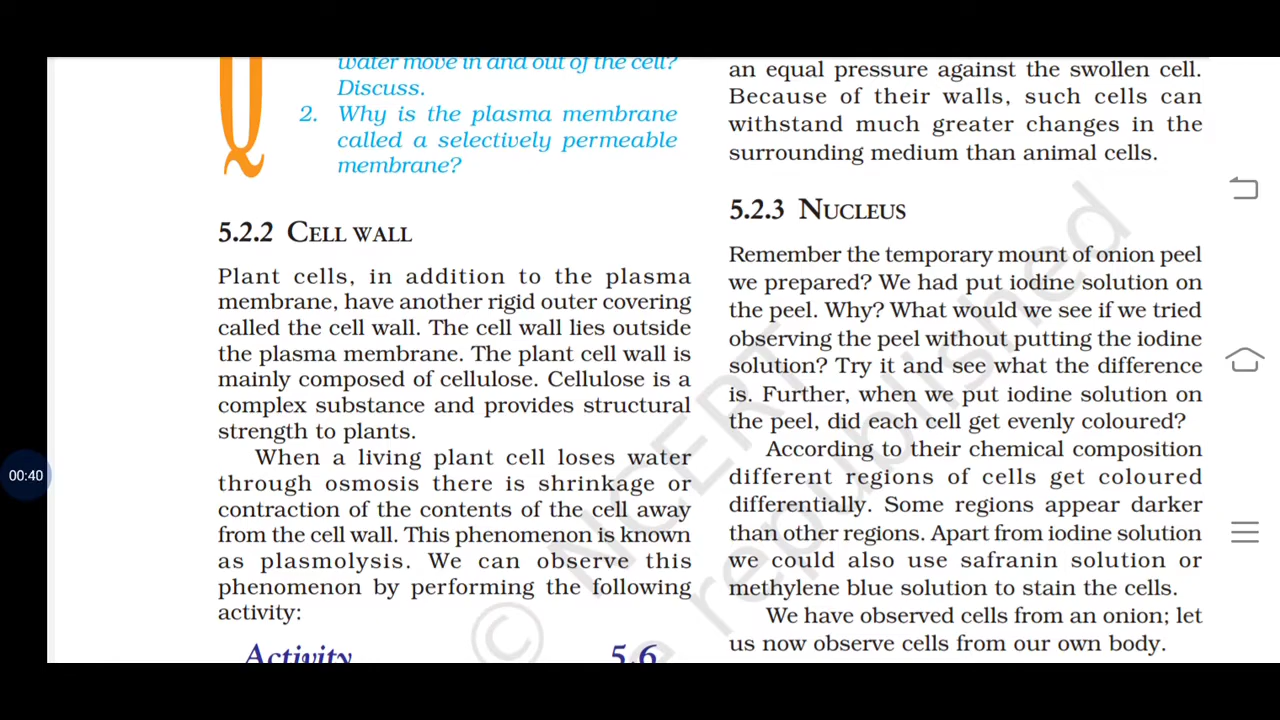 water move in and out of the cell?
Discuss.
2. Why is the plasma membrane
called a selectively permeable
membrane?
5.2.2 CELL WALL
Plant cells, in addition to the plasma
membrane, have another rigid outer covering
called the cell wall. The cell wall lies outside
the plasma membrane. The plant cell wall is
mainly composed of cellulose. Cellulose is a
complex substance and provides structural
strength to plants.
When a living plant cell loses water
through osmosis there is shrinkage or
contraction of the contents of the cell away
from the cell wall. This phenomenon is known
as plasmolysis. We can observe this
phenomenon by performing the following
activity:
Activity 5.6
an equal pressure against the swollen cell.
Because of their walls, such cells can
withstand much greater changes in the
surrounding medium than animal cells.
5.2.3 NUCLEUS
Remember the temporary mount of onion peel
we prepared? We had put iodine solution on
the peel. Why? What would we see if we tried
observing the peel without putting the iodine
solution? Try it and see what the difference
is. Further, when we put iodine solution on
the peel, did each cell get evenly coloured?
According to their chemical composition
different regions of cells get coloured
differentially. Some regions appear darker
than other regions. Apart from iodine solution
we could also use safranin solution or
methylene blue solution to stain the cells.
We have observed cells from an onion; let
us now observe cells from our own body.
Q
00:40
© NCERT
republished